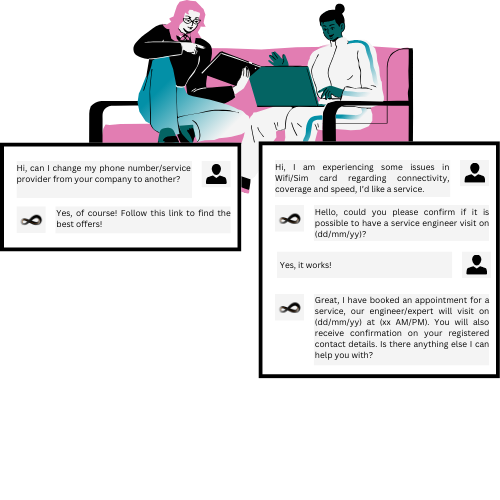 Hi, can I change my phone number/service
provider from your company to another?
Yes, of course! Follow this link to find the
best offers!
Hi, I am experiencing some issues in
Wifi/Sim card regarding connectivity,
coverage and speed, I'd like a service.
Hello, could you please confirm if it is
possible to have a service engineer visit on
(dd/mm/yy)?
Yes, it works!
Great, I have booked an appointment for a
service, our engineer/expert will visit on
(dd/mm/yy) at (xx AM/PM). You will also
receive confirmation on your registered
contact details. Is there anything else I can
help you with?